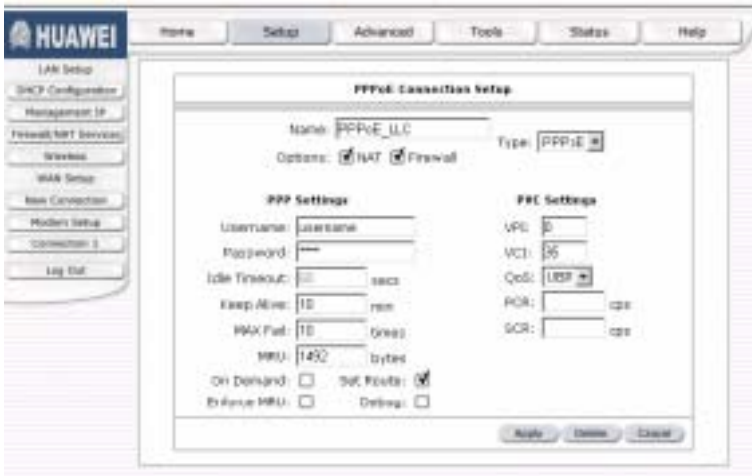 HUAWEI
Home Setup Advanced Tools Status Help
LAN Setup
DHCP Configuration
Management IP
Firewall/NAT Services
Wireless
WAN Setup
New Connection
Modem Setup
Connection 1
Log Out
PPPoE Connection Setup
Name: PPPoE_LLC
Type: PPPoE
Options: NAT Firewall
PPP Settings
PVC Settings
Username: username
VPI: 0
Password: ****
VCI: 35
Idle Timeout: secs
QoS: UBR
Keep Alive: 10 min
PCR: cps
MAX Fail: 10 times
SCR: cps
MRU: 1492 bytes
On Demand: Set Route:
Enforce MRU: Debug:
Apply Delete Cancel